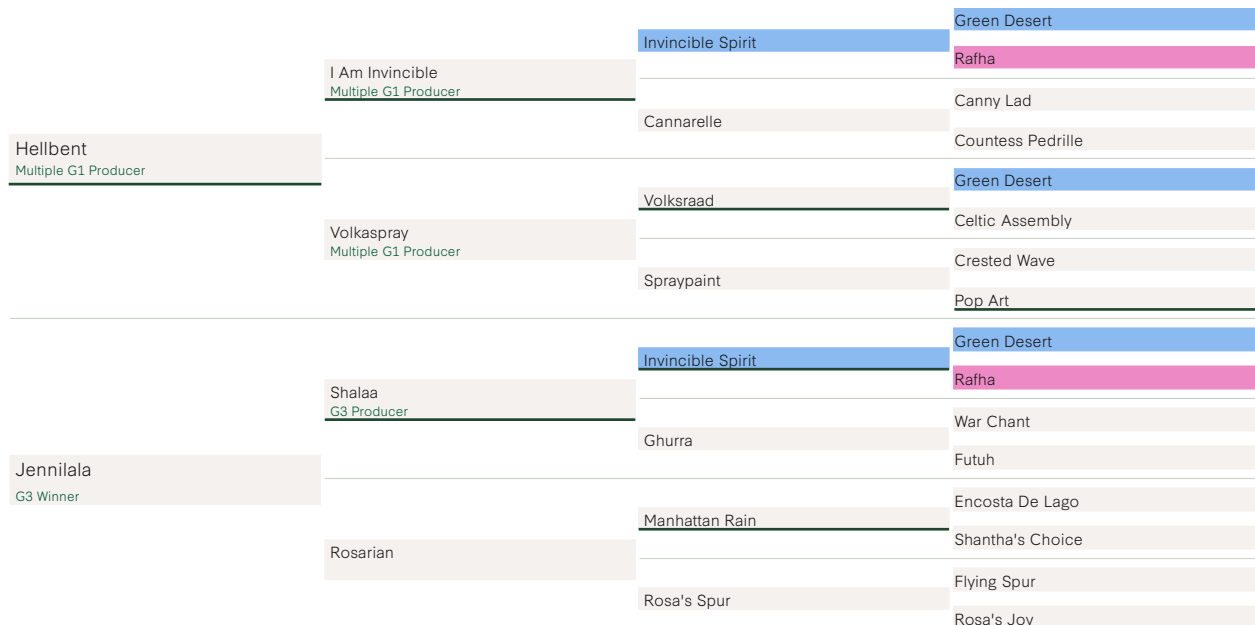 Hellbent
Multiple G1 Producer
I Am Invincible
Multiple G1 Producer
Invincible Spirit
Green Desert
Rafha
Cannarelle
Canny Lad
Countess Pedrille
Volkaspray
Multiple G1 Producer
Volksraad
Green Desert
Celtic Assembly
Spraypaint
Crested Wave
Pop Art
Jennilala
G3 Winner
Shalaa
G3 Producer
Invincible Spirit
Green Desert
Rafha
Ghurra
War Chant
Futuh
Rosarian
Manhattan Rain
Encosta De Lago
Shantha's Choice
Rosa's Spur
Flying Spur
Rosa's Joy